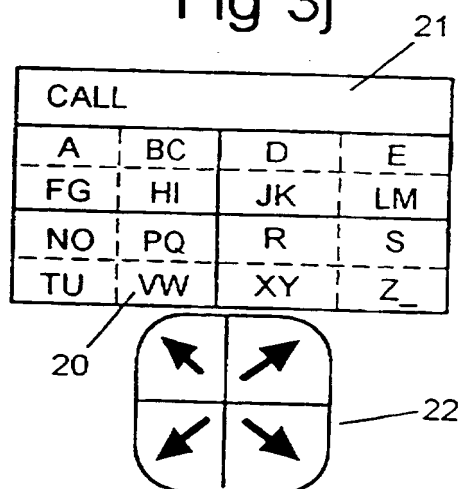 Fig 3j
21
CALL
A BC D E
FG HI JK LM
NO PQ R S
TU VW XY Z_
20
22